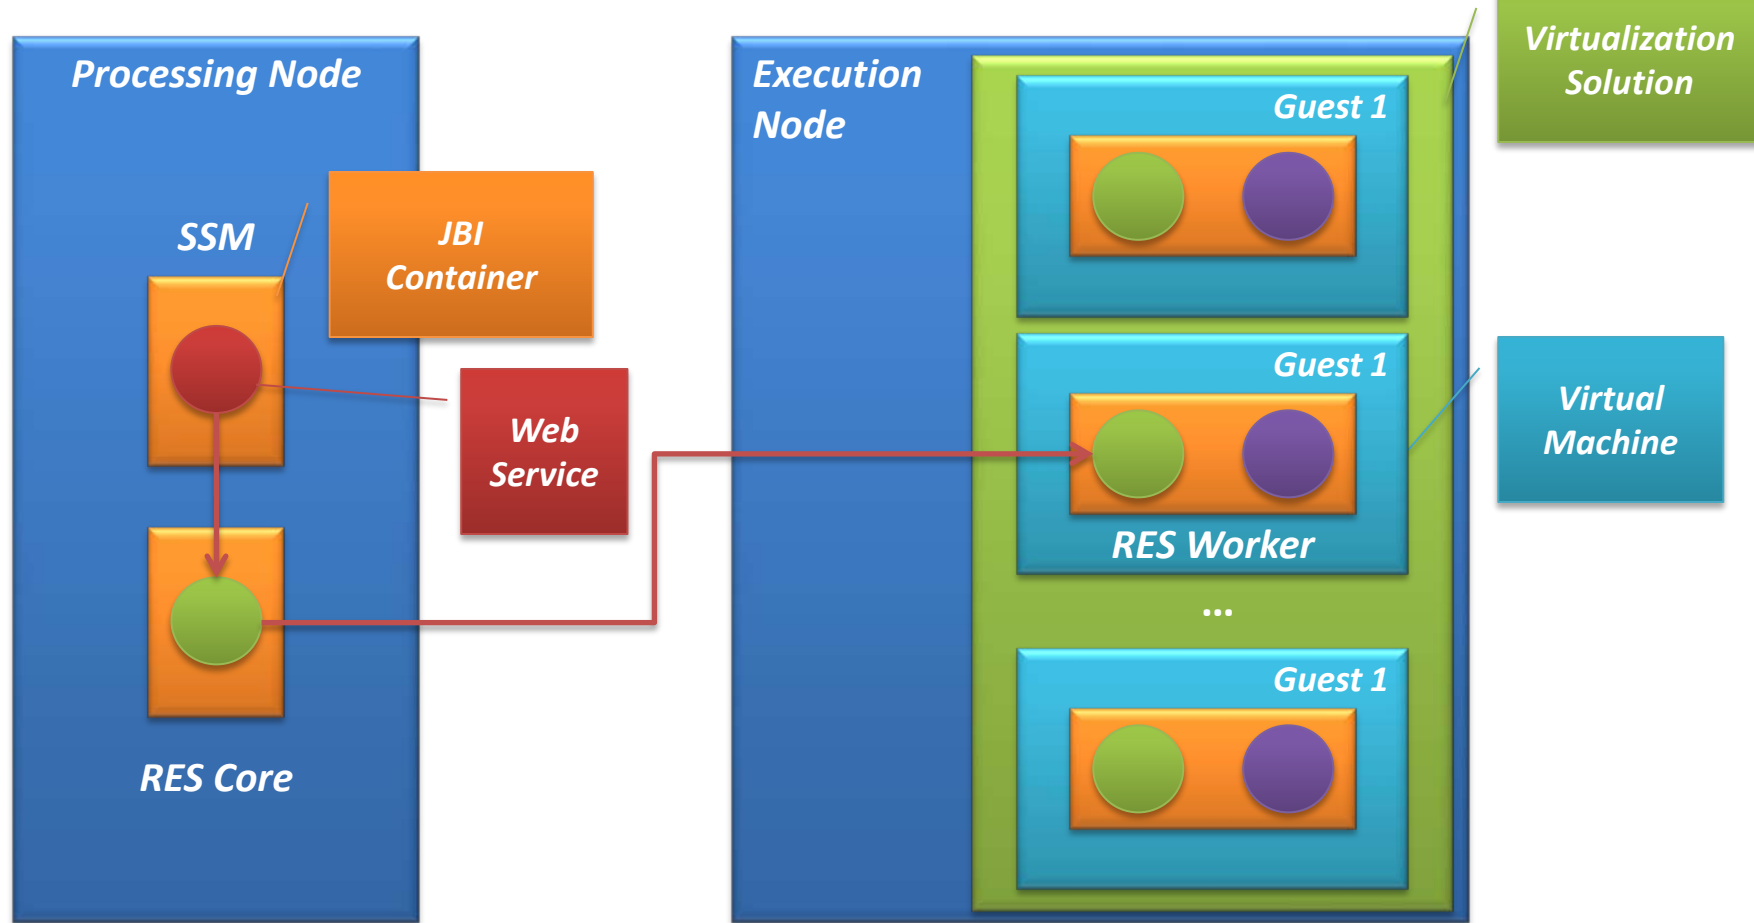 Processing Node
SSM
JBI
Container
Web
Service
RES Core
Execution
Node
Guest 1
Guest 1
RES Worker
...
Guest 1
Virtualization
Solution
Virtual
Machine